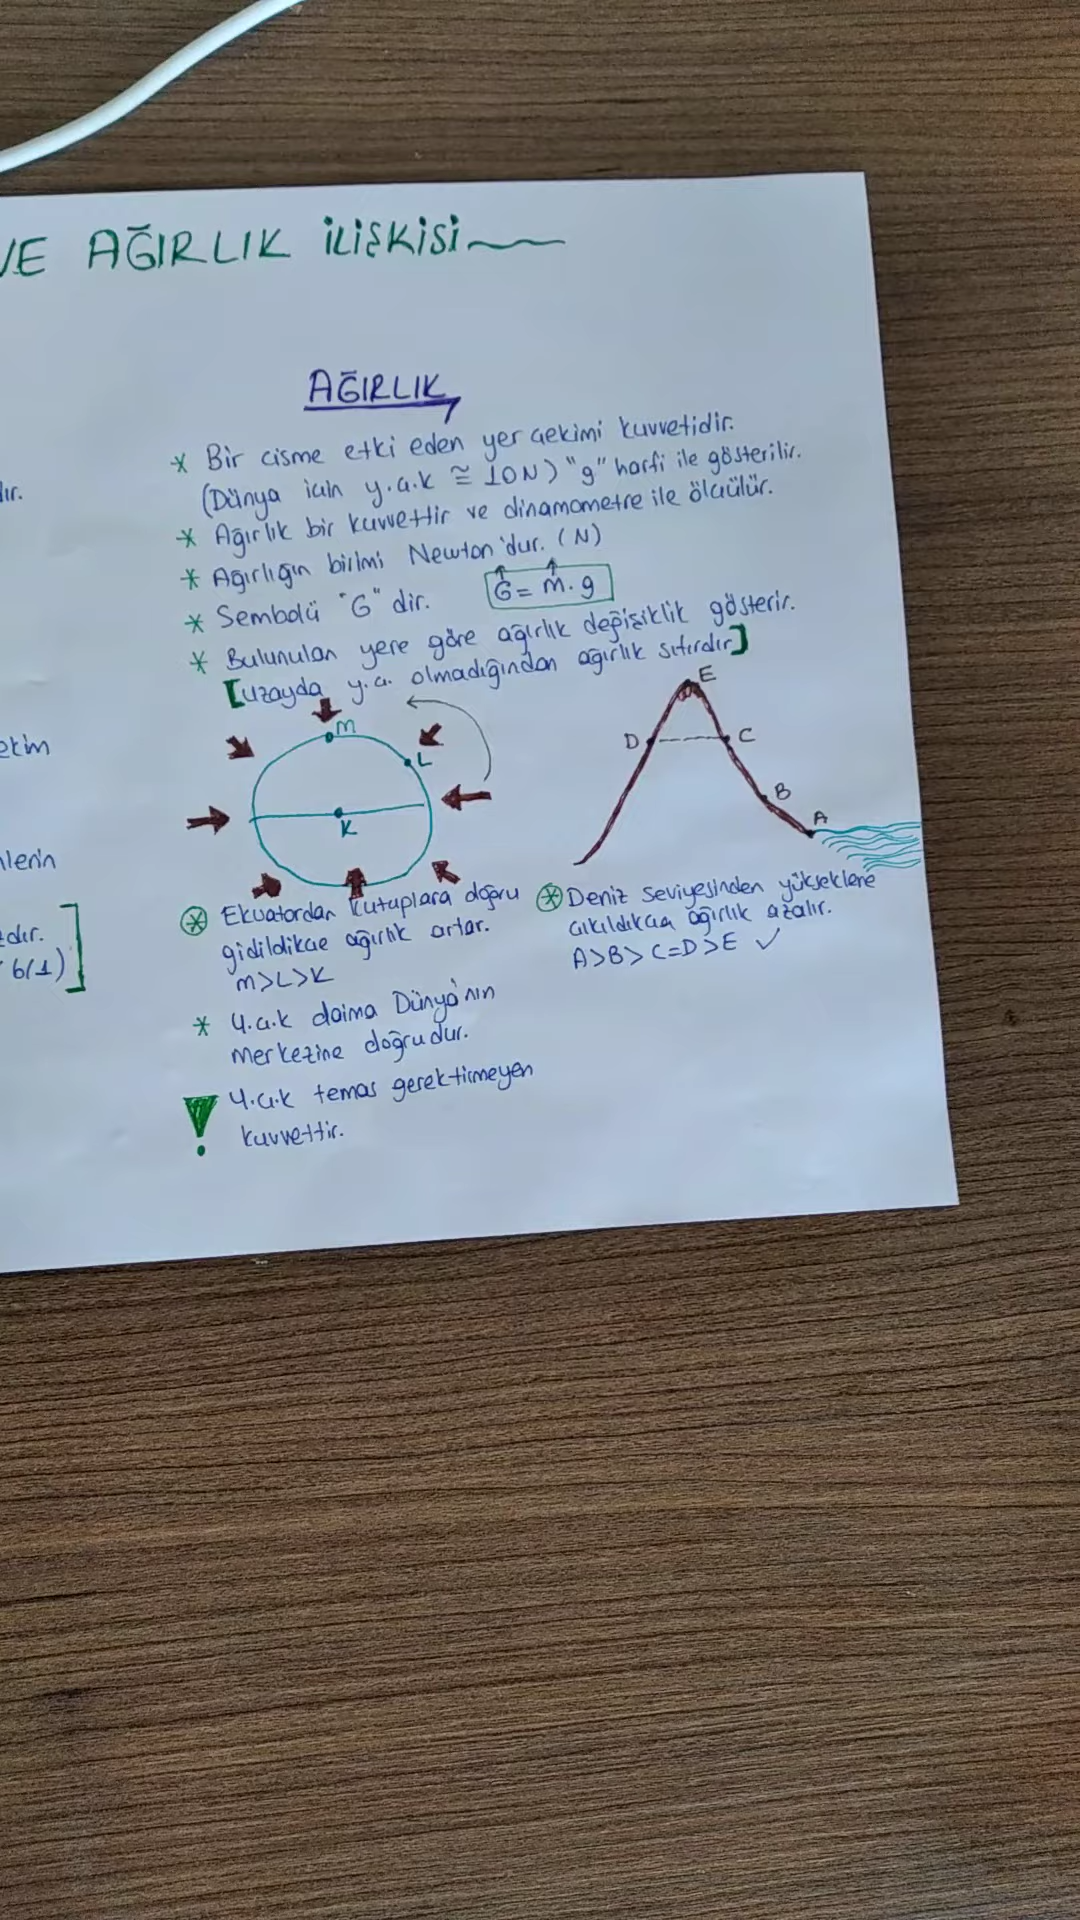 VE AĞIRLIK İLİŞKİSİ
AĞIRLIK
* Bir cisme etki eden yer çekimi kuvvetidir.
(Dünya için y.ç.k ≅ 10N) "g" harfi ile gösterilir.
* Ağırlık bir kuvvettir ve dinamometre ile ölçülür.
* Ağırlığın birimi Newton'dur. (N)
* Sembolü "G" dir.
G = m.g
* Bulunulan yere göre ağırlık değişiklik gösterir.
[uzayda y.ç. olmadığından ağırlık sıfırdır]
M
L
K
E
D
C
B
A
* Ekvatordan kutuplara doğru
gidildikçe ağırlık artar.
M>L>K
* Deniz seviyesinden yükseklere
çıkıldıkça ağırlık azalır.
A>B>C=D>E ✓
* Y.ç.k daima Dünya'nın
merkezine doğrudur.
! Y.ç.k temas gerektirmeyen
kuvvettir.
dır.
6(1)]